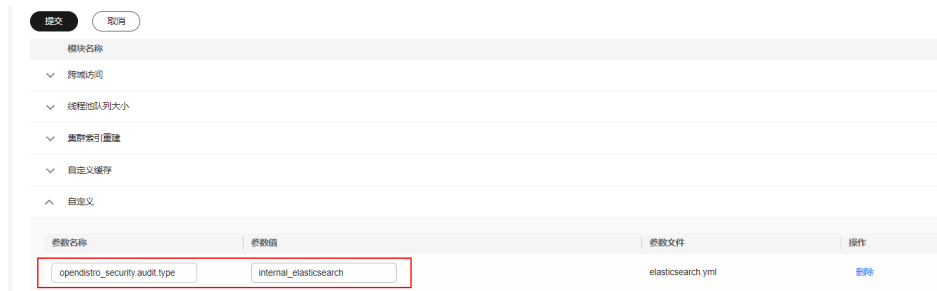 提交 取消
模块名称
跨域访问
线程池队列大小
集群索引重建
自定义缓存
自定义
参数名称 参数值 参数文件 操作
opendistro_security.audit.type internal_elasticsearch elasticsearch.yml 删除